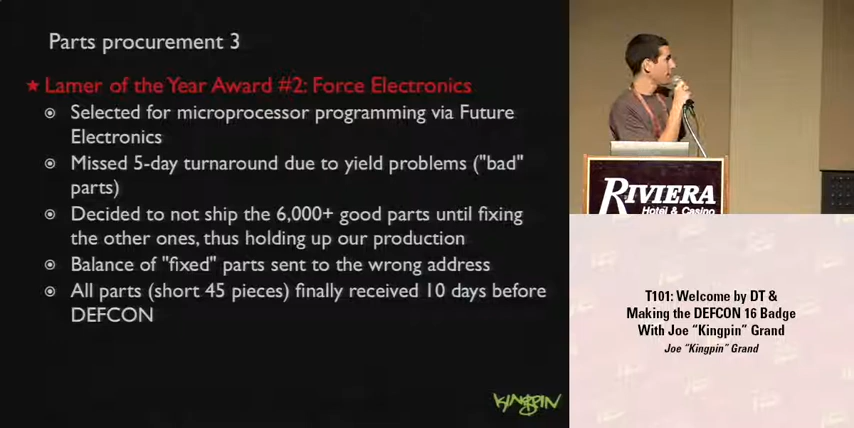 Parts procurement 3
★ Lamer of the Year Award #2: Force Electronics
Selected for microprocessor programming via Future
Electronics
Missed 5-day turnaround due to yield problems ("bad"
parts)
Decided to not ship the 6,000+ good parts until fixing
the other ones, thus holding up our production
Balance of "fixed" parts sent to the wrong address
All parts (short 45 pieces) finally received 10 days before
DEFCON
KINGPIN
RIVIERA
Hotel & Casino
T101: Welcome by DT &
Making the DEFCON 16 Badge
With Joe “Kingpin” Grand
Joe “Kingpin” Grand